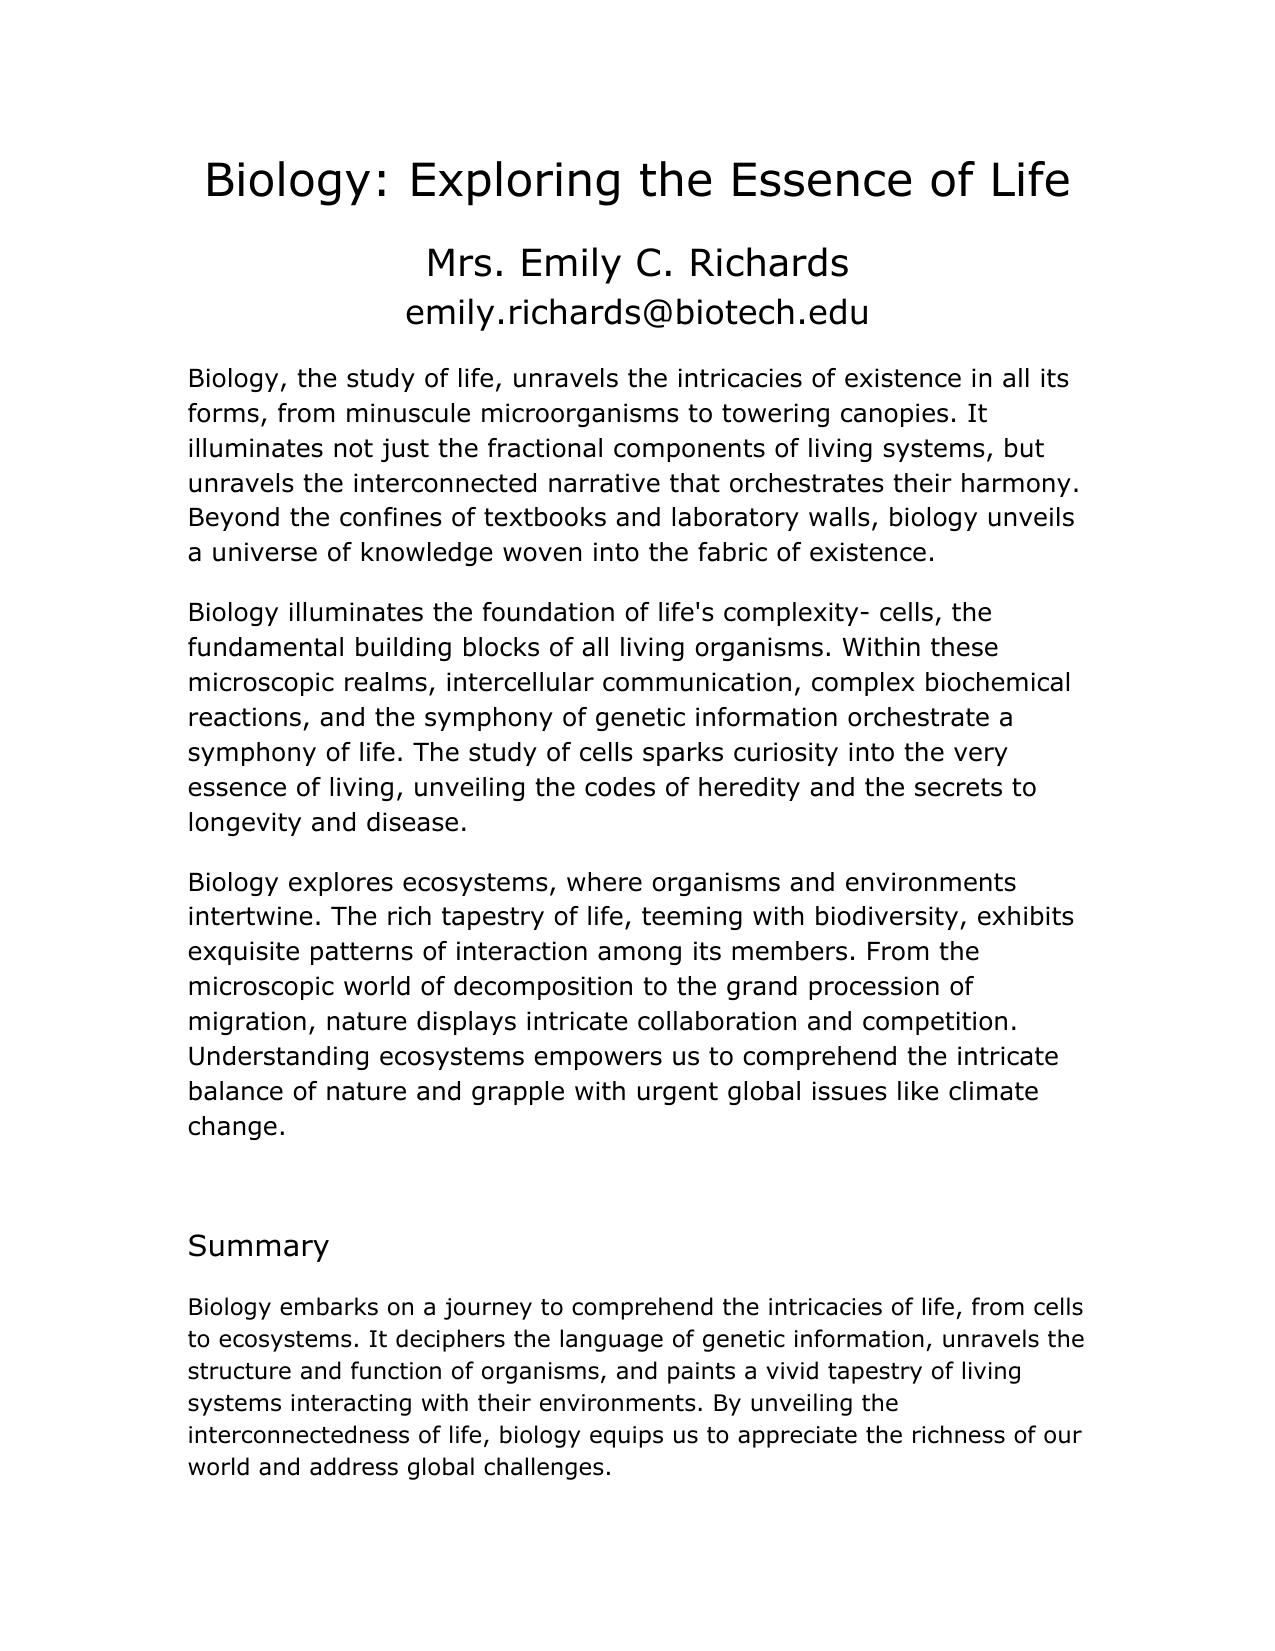 Biology: Exploring the Essence of Life
Mrs. Emily C. Richards
emily.richards@biotech.edu
Biology, the study of life, unravels the intricacies of existence in all its
forms, from minuscule microorganisms to towering canopies. It
illuminates not just the fractional components of living systems, but
unravels the interconnected narrative that orchestrates their harmony.
Beyond the confines of textbooks and laboratory walls, biology unveils
a universe of knowledge woven into the fabric of existence.
Biology illuminates the foundation of life's complexity- cells, the
fundamental building blocks of all living organisms. Within these
microscopic realms, intercellular communication, complex biochemical
reactions, and the symphony of genetic information orchestrate a
symphony of life. The study of cells sparks curiosity into the very
essence of living, unveiling the codes of heredity and the secrets to
longevity and disease.
Biology explores ecosystems, where organisms and environments
intertwine. The rich tapestry of life, teeming with biodiversity, exhibits
exquisite patterns of interaction among its members. From the
microscopic world of decomposition to the grand procession of
migration, nature displays intricate collaboration and competition.
Understanding ecosystems empowers us to comprehend the intricate
balance of nature and grapple with urgent global issues like climate
change.
Summary
Biology embarks on a journey to comprehend the intricacies of life, from cells
to ecosystems. It deciphers the language of genetic information, unravels the
structure and function of organisms, and paints a vivid tapestry of living
systems interacting with their environments. By unveiling the
interconnectedness of life, biology equips us to appreciate the richness of our
world and address global challenges.